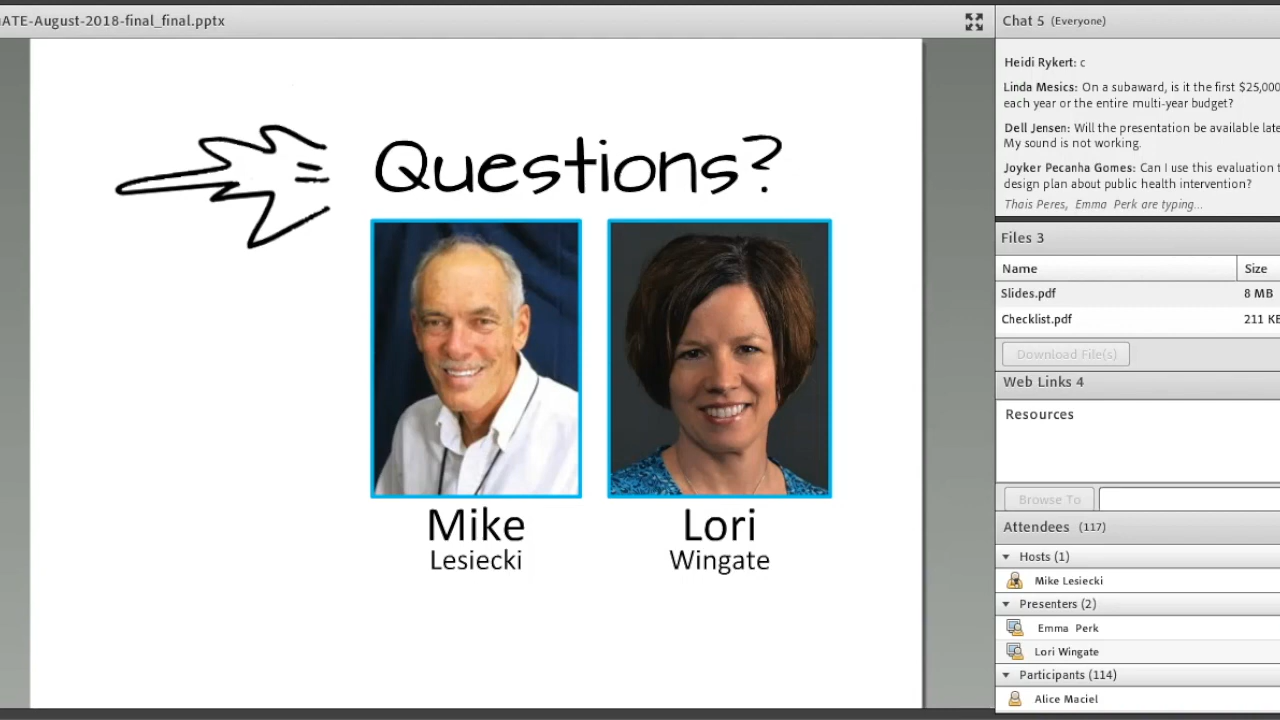 ATE-August-2018-final_final.pptx
Questions?
Mike
Lesiecki
Lori
Wingate
Chat 5 (Everyone)
Heidi Rykert: c
Linda Mesics: On a subaward, is it the first $25,000
each year or the entire multi-year budget?
Dell Jensen: Will the presentation be available
My sound is not working.
Joyker Pecanha Gomes: Can I use this evaluation
design plan about public health intervention?
Thais Peres, Emma Perk are typing...
Files 3
Name Size
Slides.pdf 8 MB
Checklist.pdf 211
Download File(s)
Web Links 4
Resources
Browse To
Attendees (117)
Hosts (1)
Mike Lesiecki
Presenters (2)
Emma Perk
Lori Wingate
Participants (114)
Alice Maciel